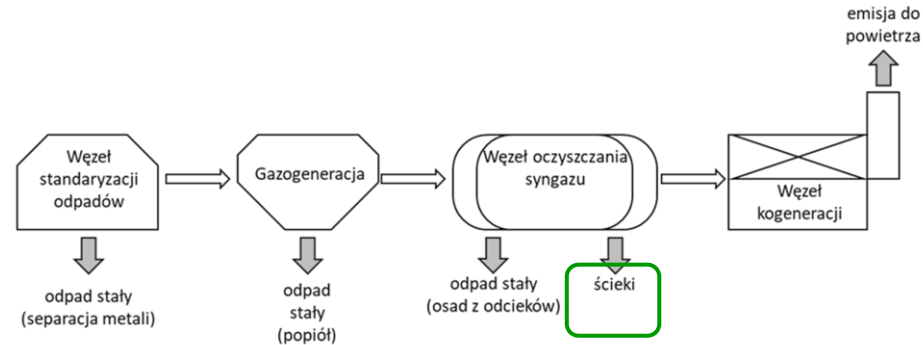 emisja do
powietrza
Węzeł
standaryzacji
odpadów
Gazogeneracja
Węzeł oczyszczania
syngazu
Węzeł
kogeneracji
odpad stały
(separacja metali)
odpad
stały
(popiół)
odpad stały
(osad z odcieków)
ścieki